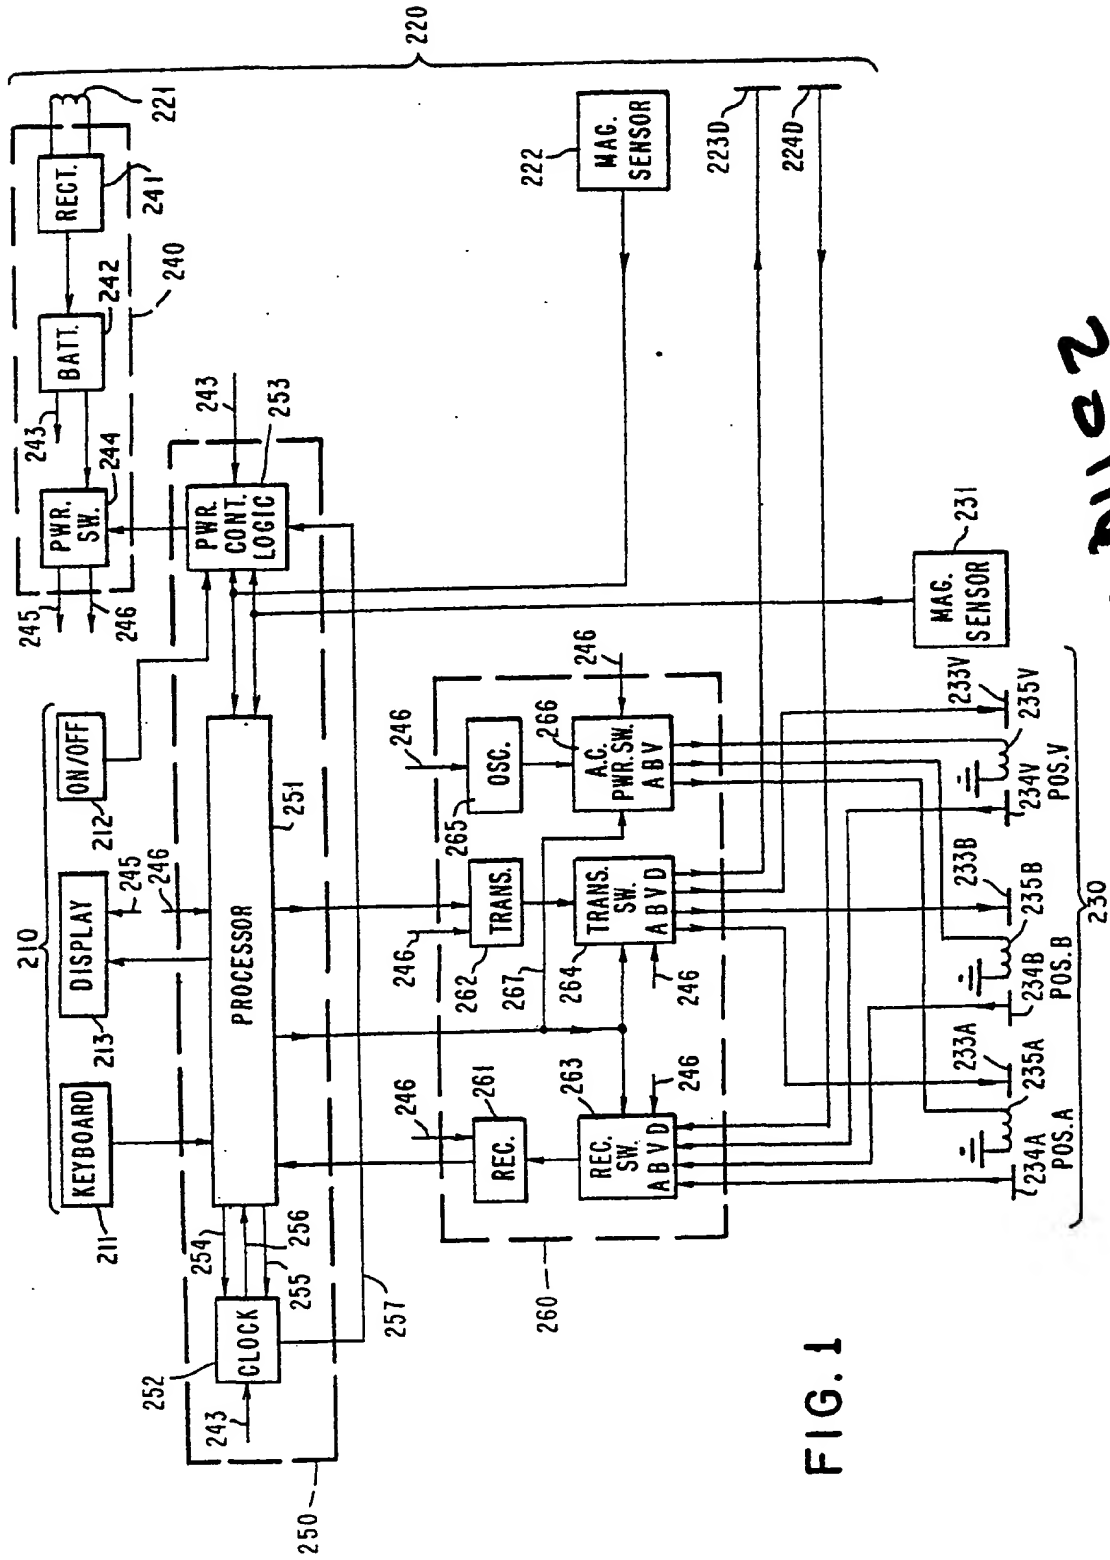 210
KEYBOARD
211
DISPLAY
213
ON/OFF
212
245
246
245
246
PWR.
SW.
244
243
BATT.
242
RECT.
241
240
221
220
250
252
CLOCK
243
254
256
255
257
PROCESSOR
251
PWR.
CONT.
LOGIC
253
243
260
246
REC.
261
REC.
SW.
A B V D
263
246
246
TRANS.
262
267
TRANS.
SW.
A B V D
264
246
246
OSC.
265
A.C.
PWR.SW.
A B V
266
246
222
MAG.
SENSOR
223D
224D
MAG.
SENSOR
231
234A
POS.A
235A
233A
234B
POS.B
235B
233B
234V
POS.V
235V
233V
230
FIG. 1